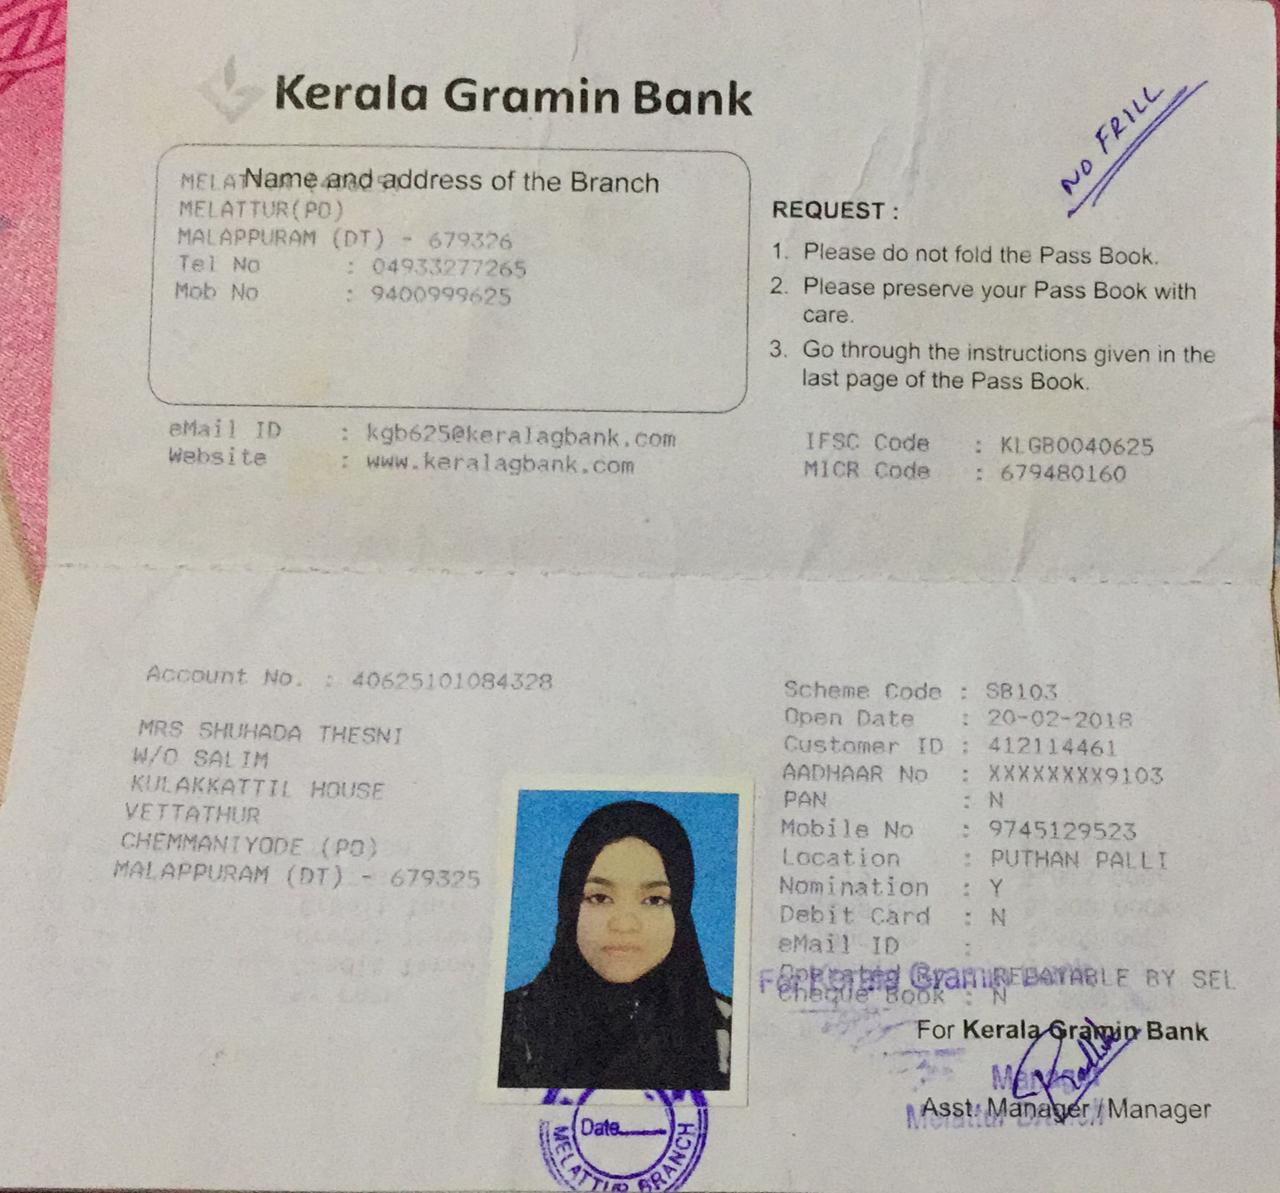 Kerala Gramin Bank
NO FRILL
Name and address of the Branch
MELATTUR(PO)
MALAPPURAM (DT) - 679326
Tel No : 04933277265
Mob No : 9400999625
REQUEST :
1. Please do not fold the Pass Book.
2. Please preserve your Pass Book with
care.
3. Go through the instructions given in the
last page of the Pass Book.
eMail ID : kgb625@keralagbank.com
Website : www.keralagbank.com
IFSC Code : KLGB0040625
MICR Code : 679480160
Account No. : 40625101084328
MRS SHUHADA THESNI
W/O SALIM
KULAKKATTIL HOUSE
VETTATHUR
CHEMMANIYODE (PO)
MALAPPURAM (DT) - 679325
Scheme Code : SB103
Open Date : 20-02-2018
Customer ID : 412114461
AADHAAR No : XXXXXXXX9103
PAN : N
Mobile No : 9745129523
Location : PUTHAN PALLI
Nomination : Y
Debit Card : N
eMail ID :
Operated By : REPAYABLE BY SEL
Cheque Book : N
For Kerala Gramin Bank
For Kerala Gramin Bank
Manager
Asst. Manager / Manager
Melattur Branch
Date
MELATTUR BRANCH